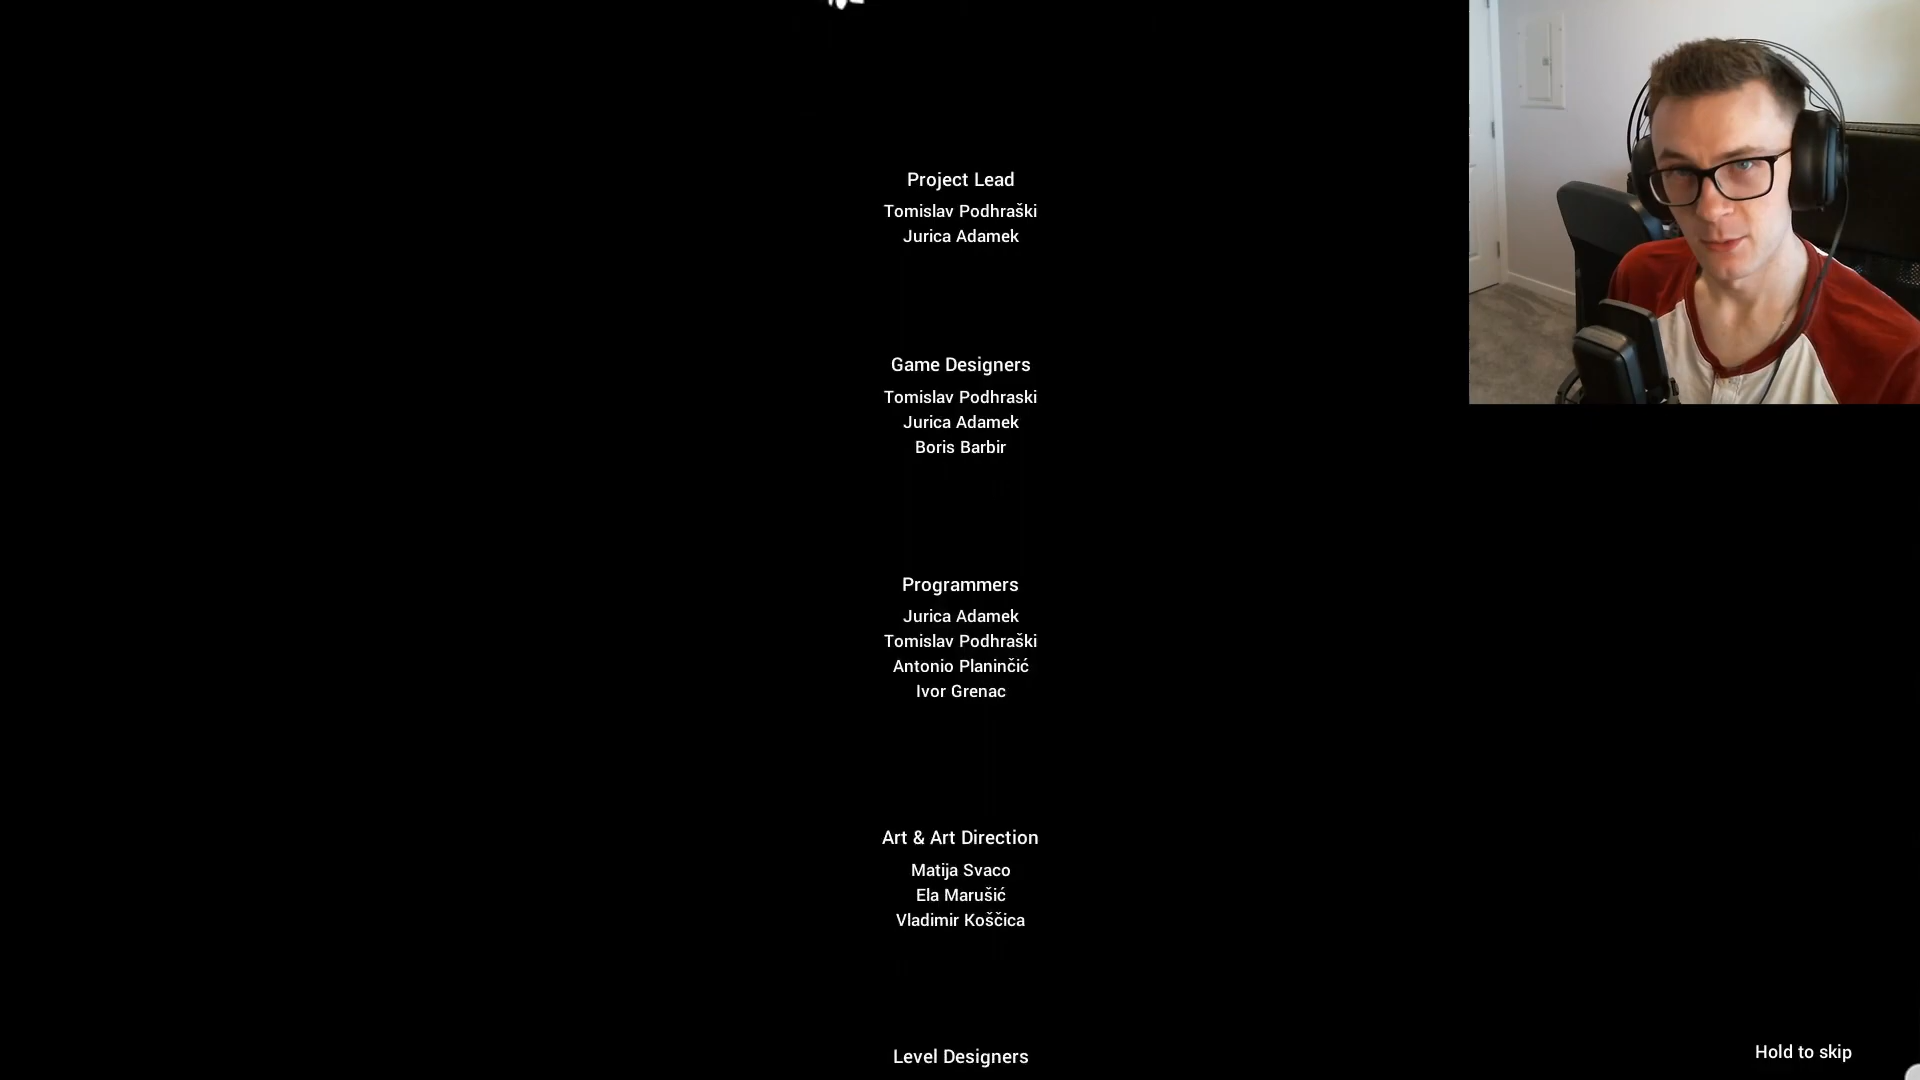 Project Lead
Tomislav Podhraški
Jurica Adamek
Game Designers
Tomislav Podhraski
Jurica Adamek
Boris Barbir
Programmers
Jurica Adamek
Tomislav Podhraški
Antonio Planinčić
Ivor Grenac
Art & Art Direction
Matija Svaco
Ela Marušić
Vladimir Koščica
Level Designers
Hold to skip